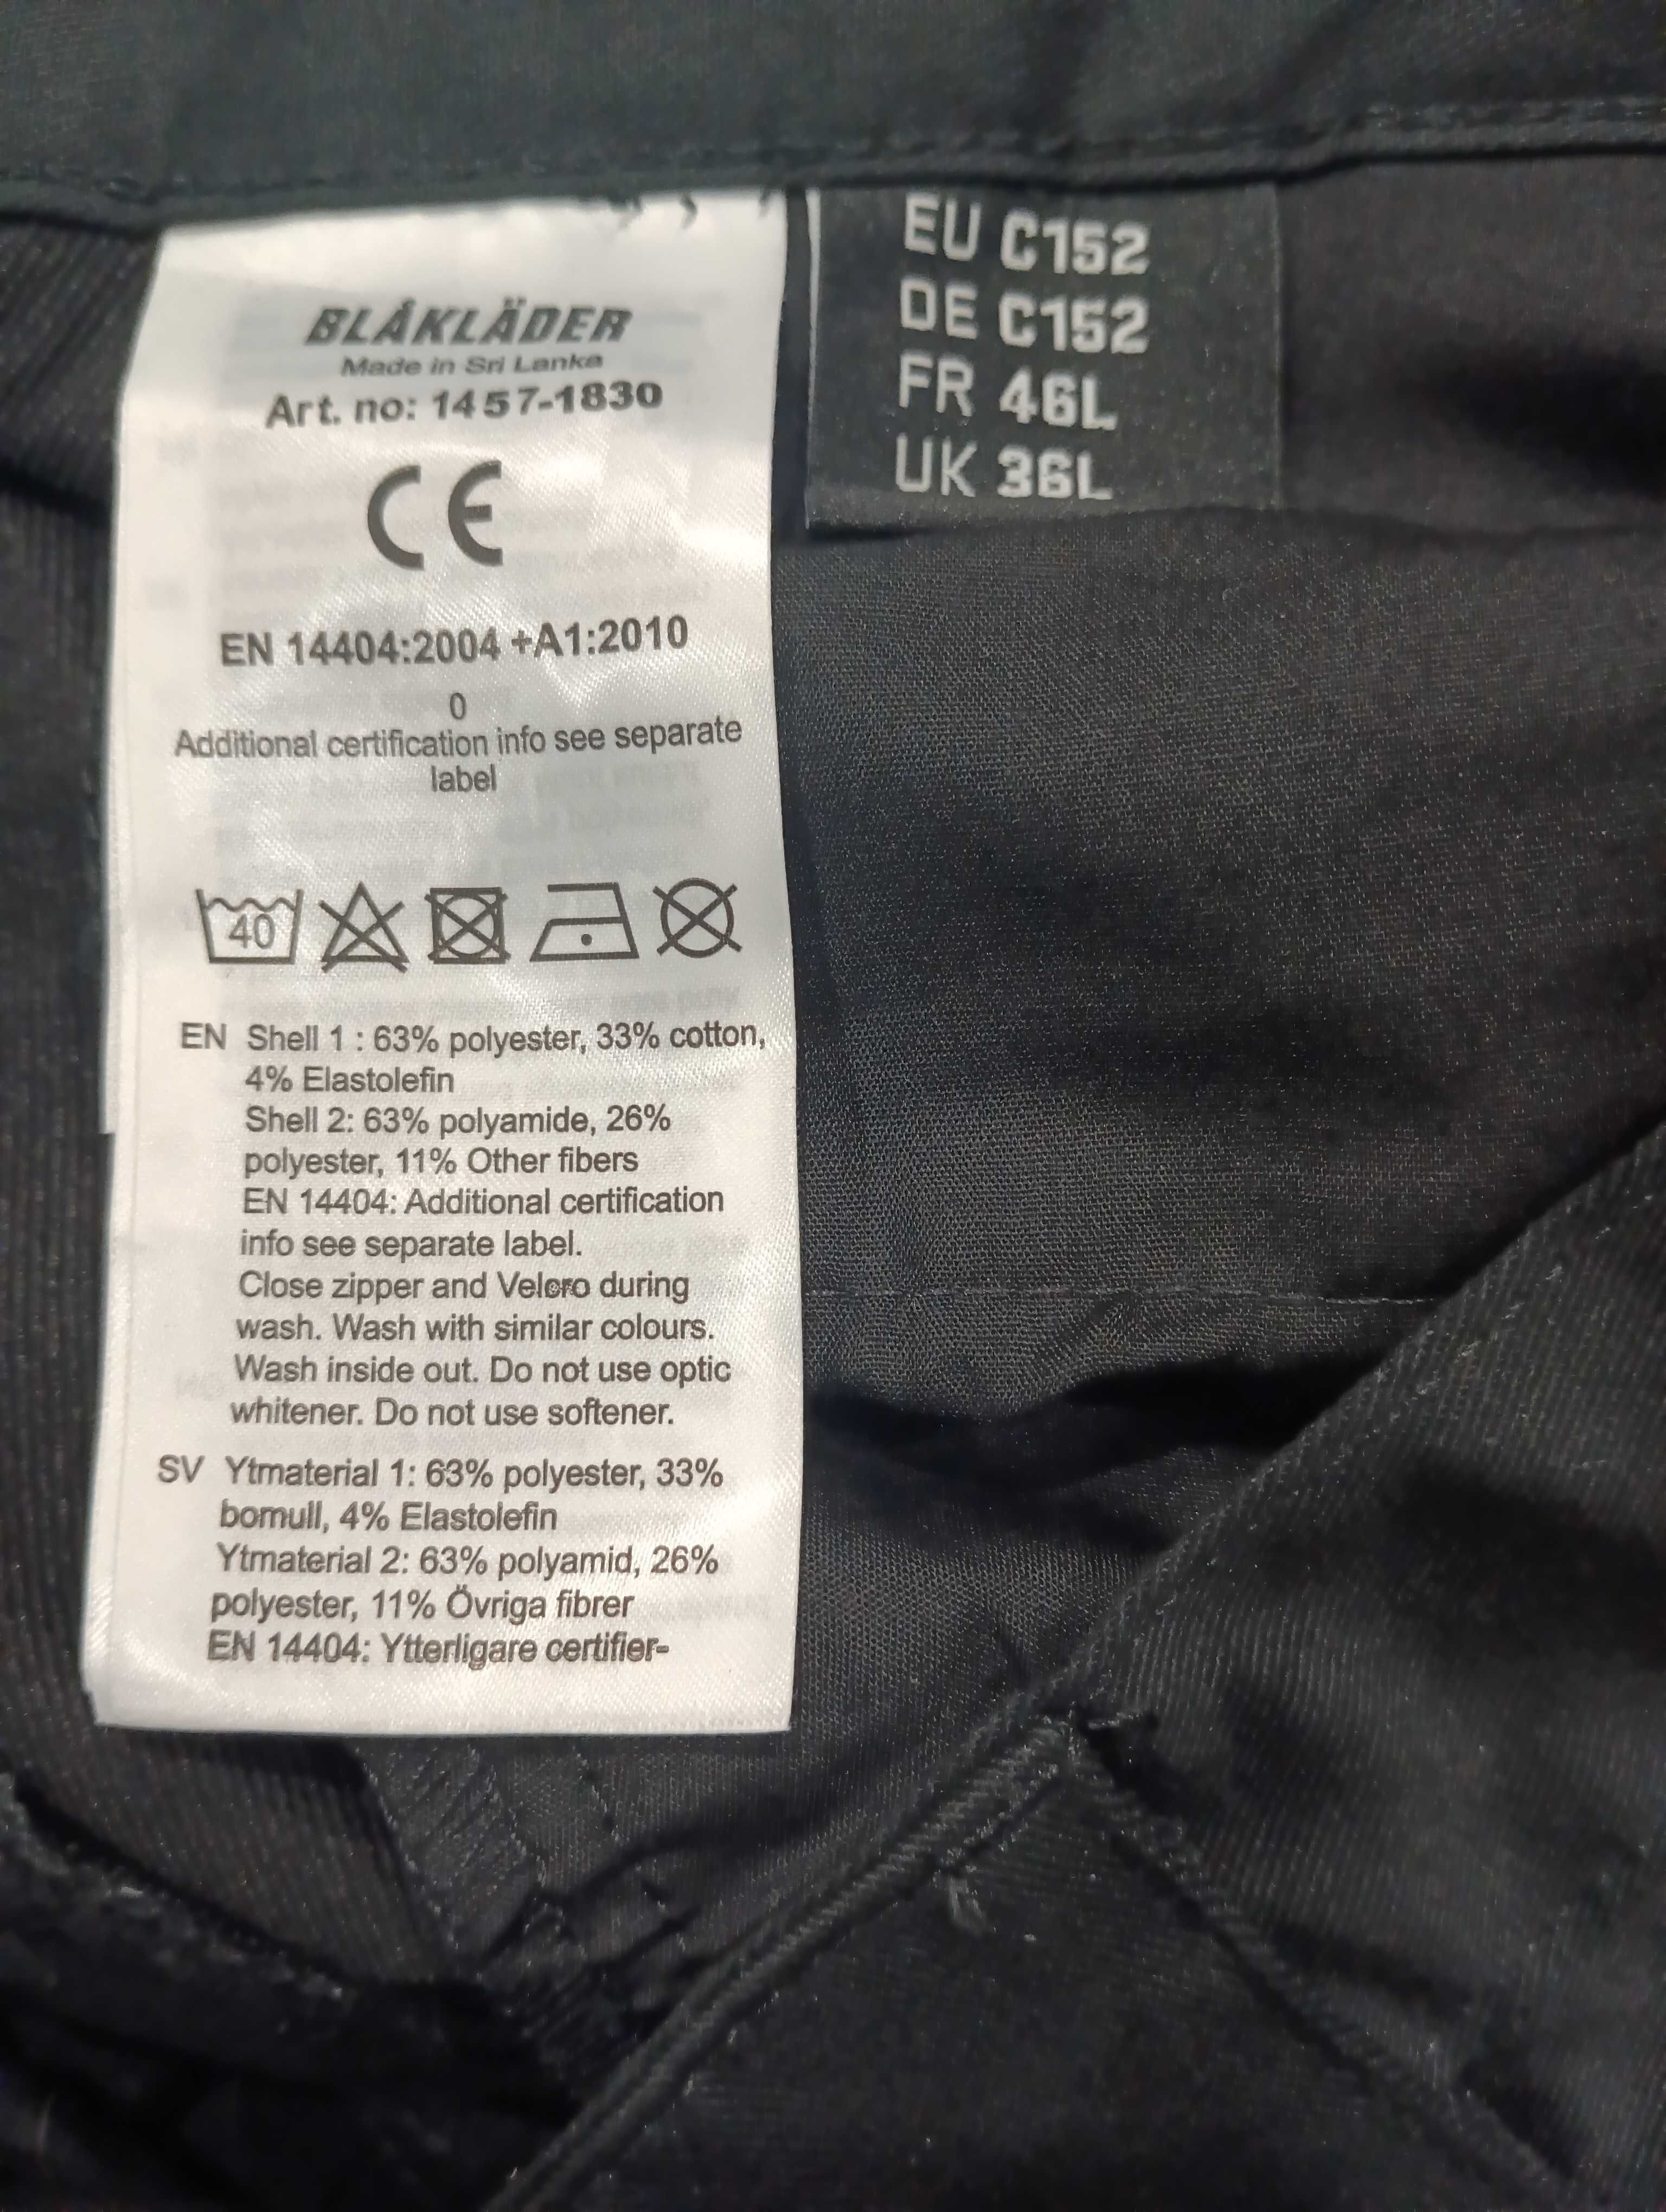 BLÅKLÄDER
Made in Sri Lanka
Art. no: 1457-1830
CE
EN 14404:2004 +A1:2010
0
Additional certification info see separate
label
40
EN Shell 1 : 63% polyester, 33% cotton,
4% Elastolefin
Shell 2: 63% polyamide, 26%
polyester, 11% Other fibers
EN 14404: Additional certification
info see separate label.
Close zipper and Velcro during
wash. Wash with similar colours.
Wash inside out. Do not use optic
whitener. Do not use softener.
SV Ytmaterial 1: 63% polyester, 33%
bomull, 4% Elastolefin
Ytmaterial 2: 63% polyamid, 26%
polyester, 11% Övriga fibrer
EN 14404: Ytterligare certifier-
EU C152
DE C152
FR 46L
UK 36L